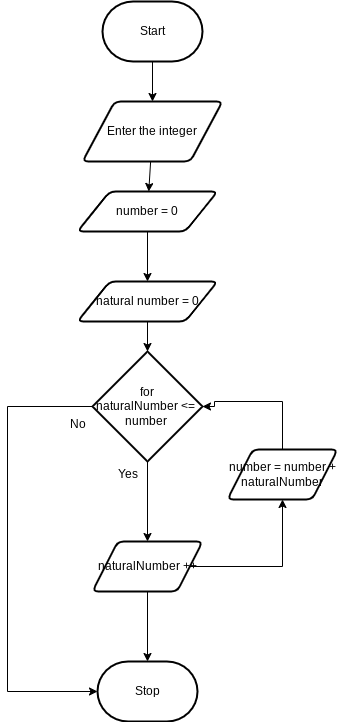 Start
Enter the integer
number = 0
natural number = 0
for
naturalNumber <=
number
No
Yes
number = number +
naturalNumber
naturalNumber ++
Stop